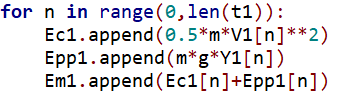 for n in range(0,len(t1)):
    Ec1.append(0.5*m*V1[n]**2)
    Epp1.append(m*g*Y1[n])
    Em1.append(Ec1[n]+Epp1[n])